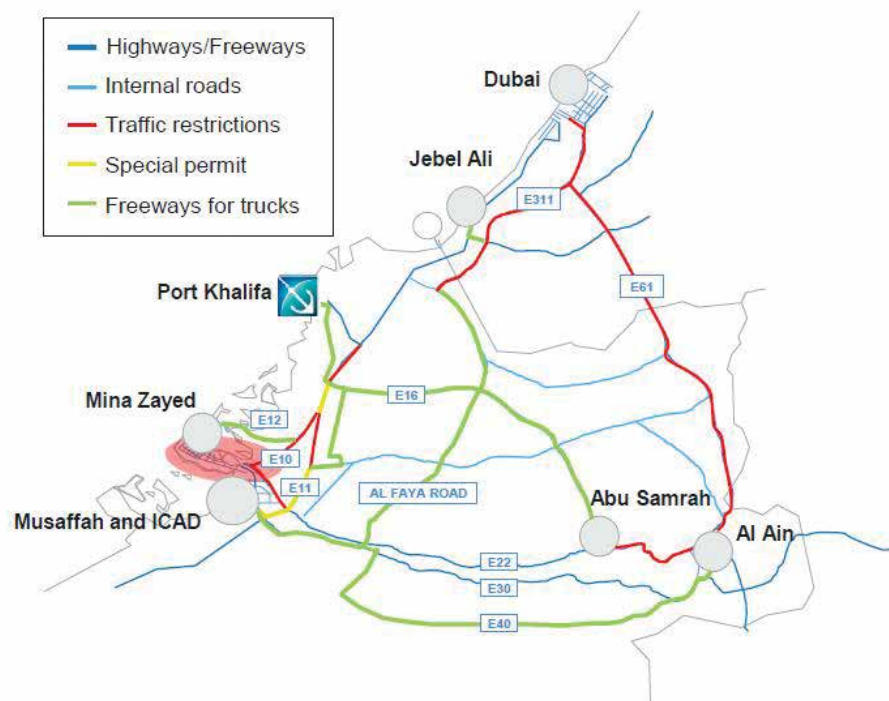 Highways/Freeways
Internal roads
Traffic restrictions
Special permit
Freeways for trucks
Dubai
Jebel Ali
E311
Port Khalifa
E61
Mina Zayed
E16
E12
E10
E11
AL FAYA ROAD
Musaffah and ICAD
Abu Samrah
Al Ain
E22
E30
E40